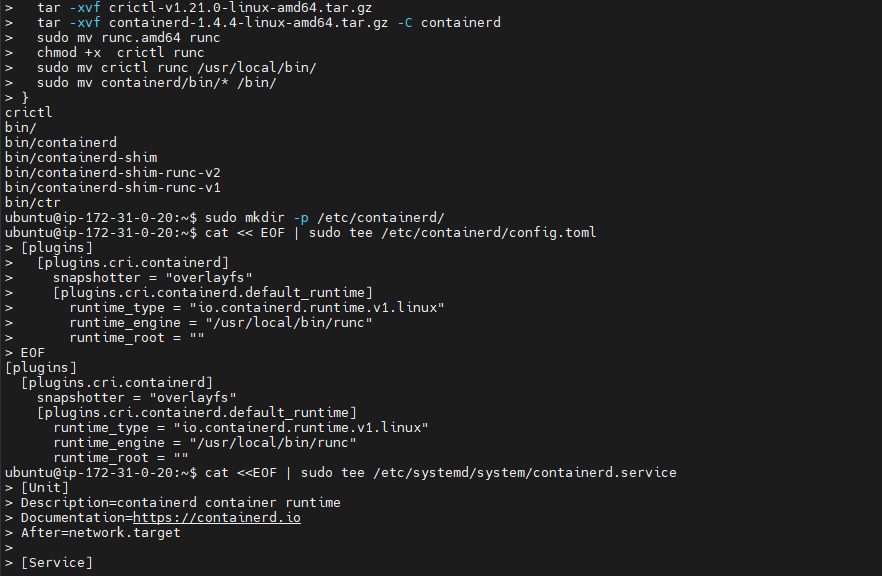 >   tar -xvf crictl-v1.21.0-linux-amd64.tar.gz
>   tar -xvf containerd-1.4.4-linux-amd64.tar.gz -C containerd
>   sudo mv runc.amd64 runc
>   chmod +x  crictl runc
>   sudo mv crictl runc /usr/local/bin/
>   sudo mv containerd/bin/* /bin/
> }
crictl
bin/
bin/containerd
bin/containerd-shim
bin/containerd-shim-runc-v2
bin/containerd-shim-runc-v1
bin/ctr
ubuntu@ip-172-31-0-20:~$ sudo mkdir -p /etc/containerd/
ubuntu@ip-172-31-0-20:~$ cat << EOF | sudo tee /etc/containerd/config.toml
> [plugins]
>   [plugins.cri.containerd]
>     snapshotter = "overlayfs"
>     [plugins.cri.containerd.default_runtime]
>       runtime_type = "io.containerd.runtime.v1.linux"
>       runtime_engine = "/usr/local/bin/runc"
>       runtime_root = ""
> EOF
[plugins]
  [plugins.cri.containerd]
    snapshotter = "overlayfs"
    [plugins.cri.containerd.default_runtime]
      runtime_type = "io.containerd.runtime.v1.linux"
      runtime_engine = "/usr/local/bin/runc"
      runtime_root = ""
ubuntu@ip-172-31-0-20:~$ cat <<EOF | sudo tee /etc/systemd/system/containerd.service
> [Unit]
> Description=containerd container runtime
> Documentation=https://containerd.io
> After=network.target
>
> [Service]